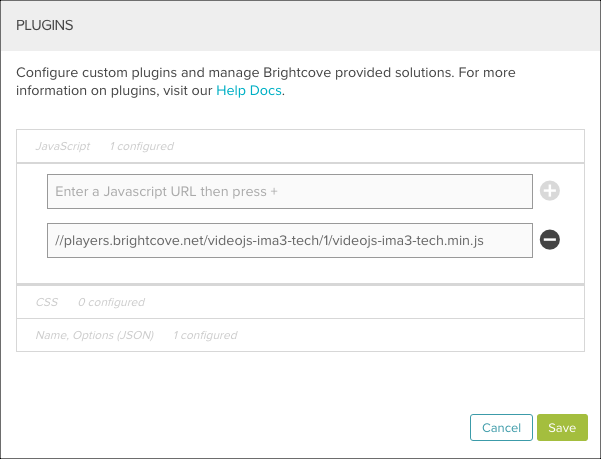 PLUGINS
Configure custom plugins and manage Brightcove provided solutions. For more
information on plugins, visit our Help Docs.
JavaScript 1 configured
Enter a Javascript URL then press +
//players.brightcove.net/videojs-ima3-tech/1/videojs-ima3-tech.min.js
CSS 0 configured
Name, Options (JSON) 1 configured
Cancel Save